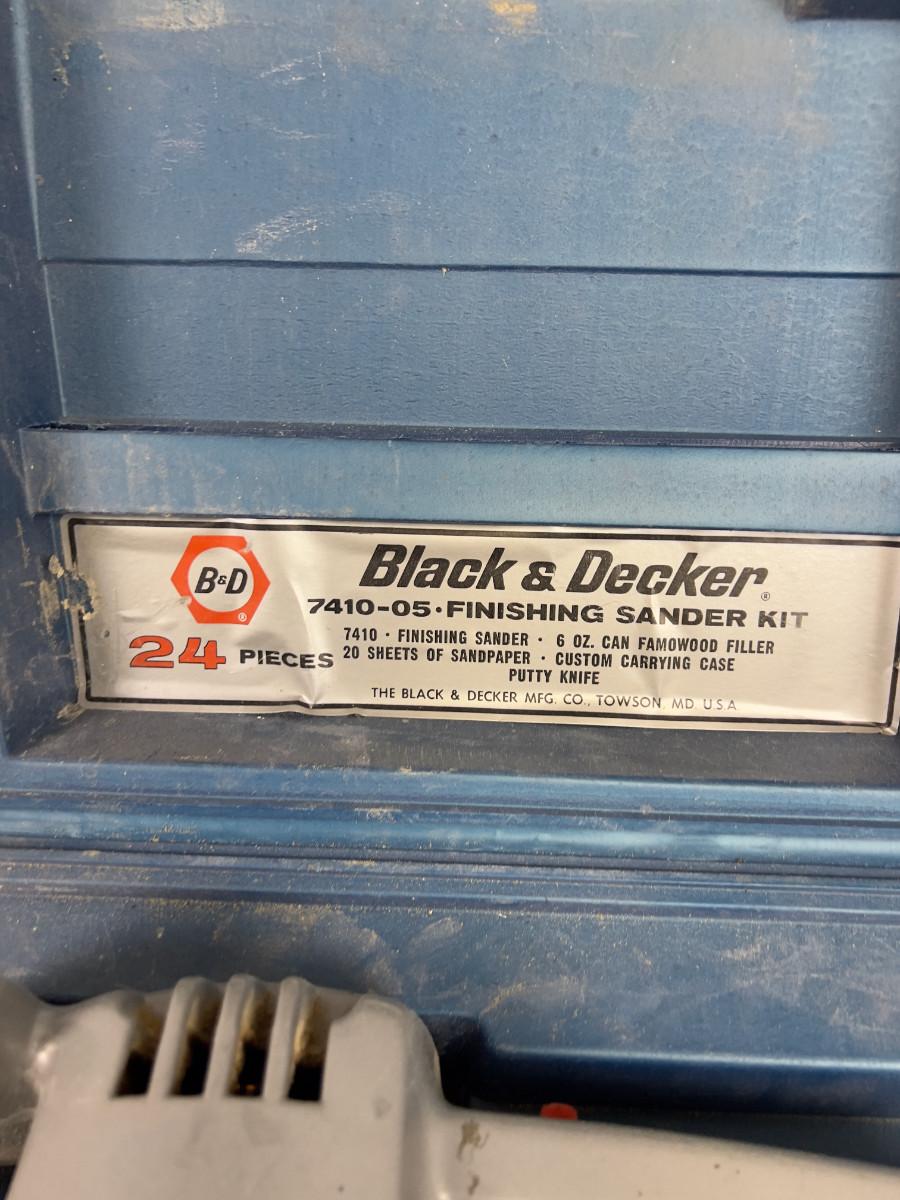 B&D
®
24 PIECES
Black & Decker®
7410-05·FINISHING SANDER KIT
7410 · FINISHING SANDER · 6 OZ. CAN FAMOWOOD FILLER
20 SHEETS OF SANDPAPER · CUSTOM CARRYING CASE
PUTTY KNIFE
THE BLACK & DECKER MFG. CO., TOWSON, MD. U.S.A.